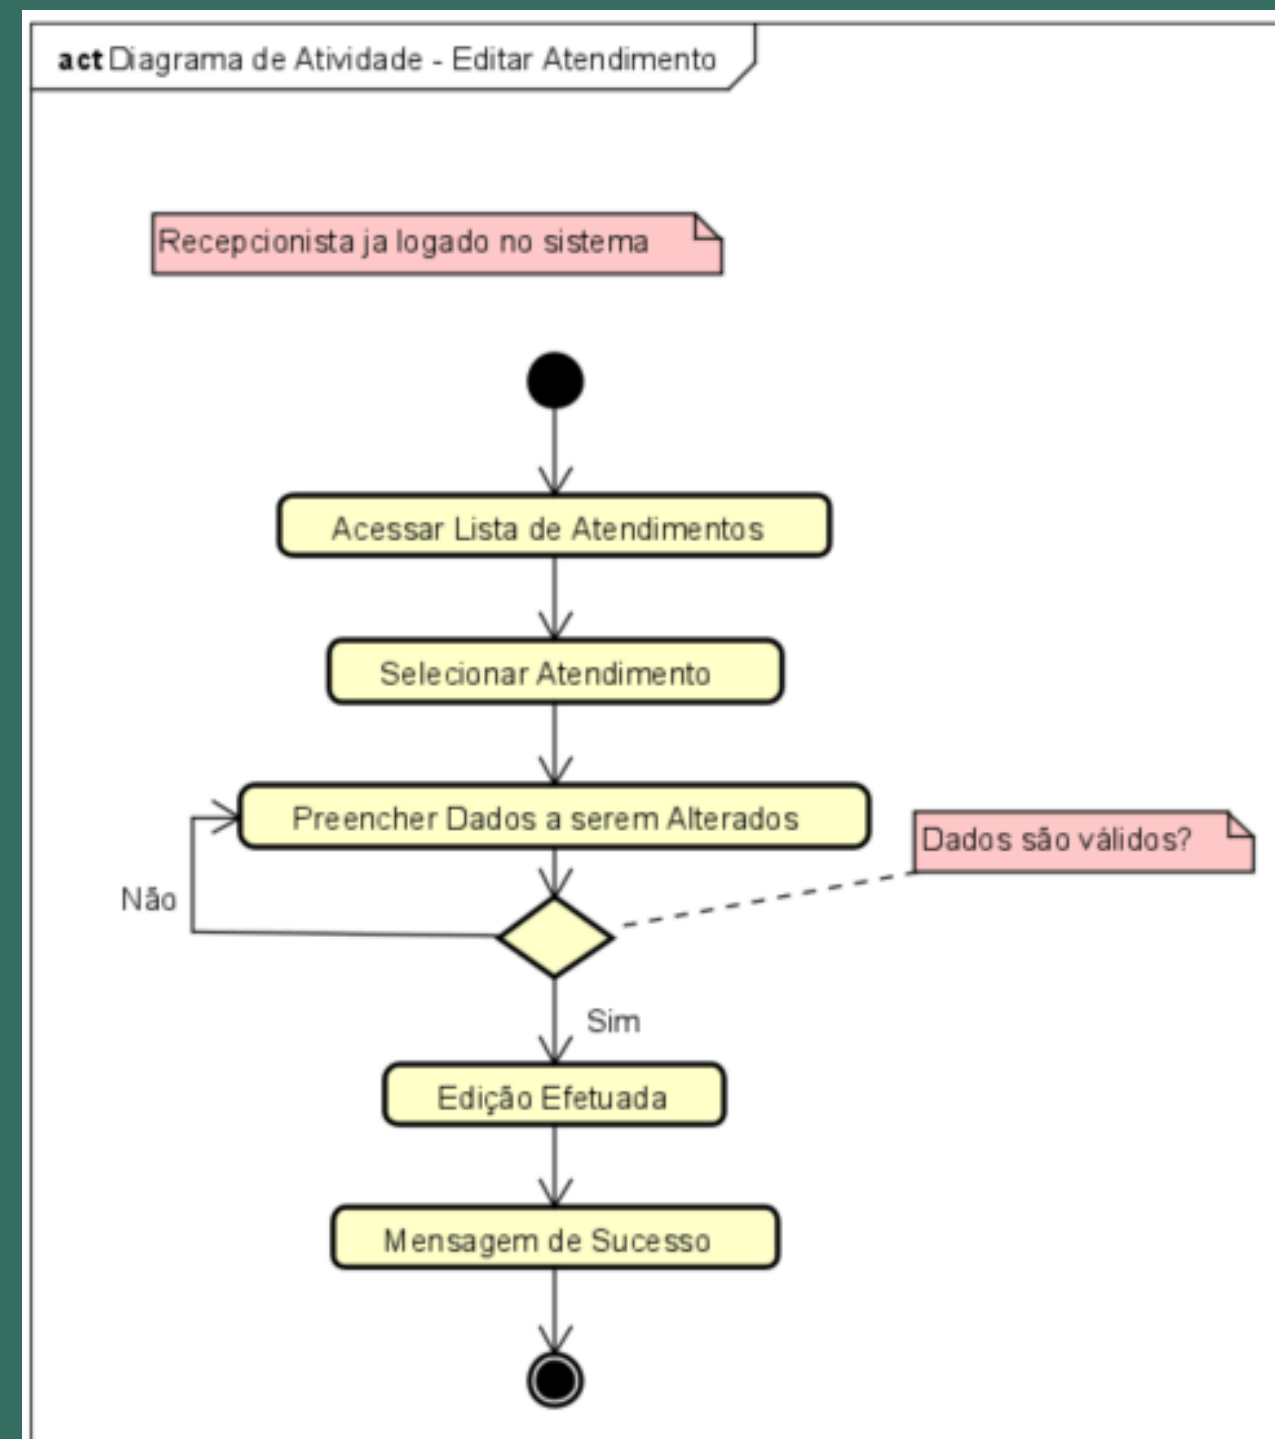 act Diagrama de Atividade - Editar Atendimento
Recepcionista ja logado no sistema
Acessar Lista de Atendimentos
Selecionar Atendimento
Preencher Dados a serem Alterados
Dados são válidos?
Não
Sim
Edição Efetuada
Mensagem de Sucesso